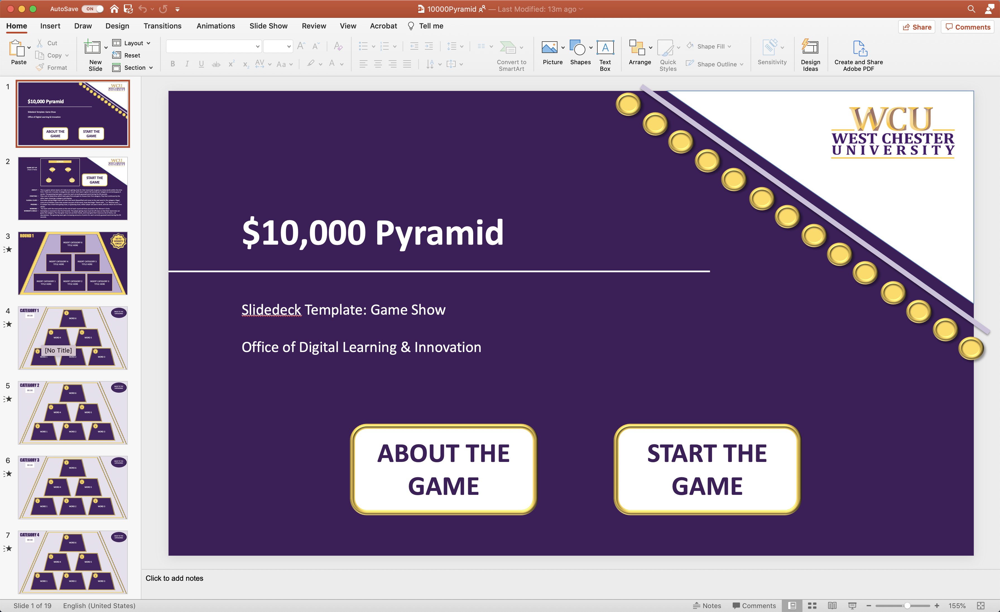 AutoSave ON
10000Pyramid — Last Modified: 13m ago
Home Insert Draw Design Transitions Animations Slide Show Review View Acrobat Tell me
Share Comments
Paste
Cut
Copy
Format
New
Slide
Layout
Reset
Section
Convert to
SmartArt
Picture
Shapes
Text
Box
Arrange
Quick
Styles
Shape Fill
Shape Outline
Sensitivity
Design
Ideas
Create and Share
Adobe PDF
1
WCU
WEST CHESTER
UNIVERSITY
$10,000 Pyramid
Slidedeck Template: Game Show
Office of Digital Learning & Innovation
ABOUT THE
GAME
START THE
GAME
2
WCU
WEST CHESTER
UNIVERSITY
GAME SET UP
START THE
GAME
ABOUT
STARTING
ILLEGAL CLUES
PASSING
WINNING
WINNER'S CIRCLE
3
ROUND 1
GO TO
WINNER'S
CIRCLE!
INSERT CATEGORY 6
TITLE HERE
INSERT CATEGORY 4
TITLE HERE
INSERT CATEGORY 5
TITLE HERE
INSERT CATEGORY 1
TITLE HERE
INSERT CATEGORY 2
TITLE HERE
INSERT CATEGORY 3
TITLE HERE
4
CATEGORY 1
00:30
BACK TO THE
CATEGORIES
WORD 6
WORD 4
WORD 5
[No Title]
WORD 1
WORD 2
WORD 3
5
CATEGORY 2
00:30
BACK TO THE
CATEGORIES
WORD 6
WORD 4
WORD 5
WORD 1
WORD 2
WORD 3
6
CATEGORY 3
00:30
BACK TO THE
CATEGORIES
WORD 6
WORD 4
WORD 5
WORD 1
WORD 2
WORD 3
7
CATEGORY 4
00:30
BACK TO THE
CATEGORIES
WORD 6
WORD 4
WORD 5
WORD 1
WORD 2
WORD 3
WCU
WEST CHESTER
UNIVERSITY
$10,000 Pyramid
Slidedeck Template: Game Show
Office of Digital Learning & Innovation
ABOUT THE
GAME
START THE
GAME
Click to add notes
Slide 1 of 19 English (United States)
Notes Comments 155%